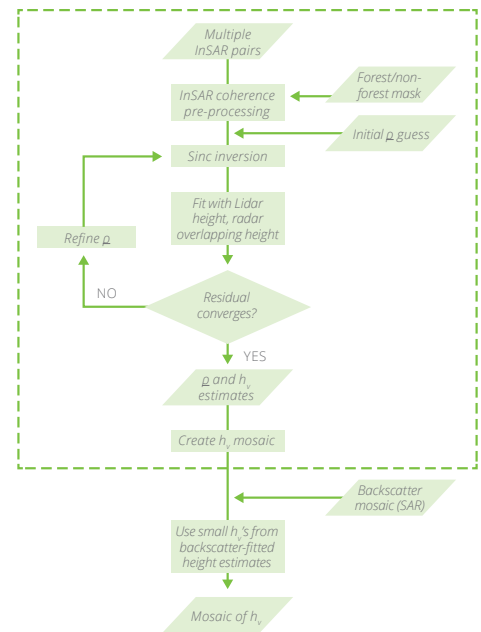 Multiple
InSAR pairs
InSAR coherence
pre-processing
Forest/non-
forest mask
Initial ρ guess
Sinc inversion
Fit with Lidar
height, radar
overlapping height
Refine ρ
NO
Residual
converges?
YES
ρ and hᵥ
estimates
Create hᵥ mosaic
Backscatter
mosaic (SAR)
Use small hᵥ's from
backscatter-fitted
height estimates
Mosaic of hᵥ